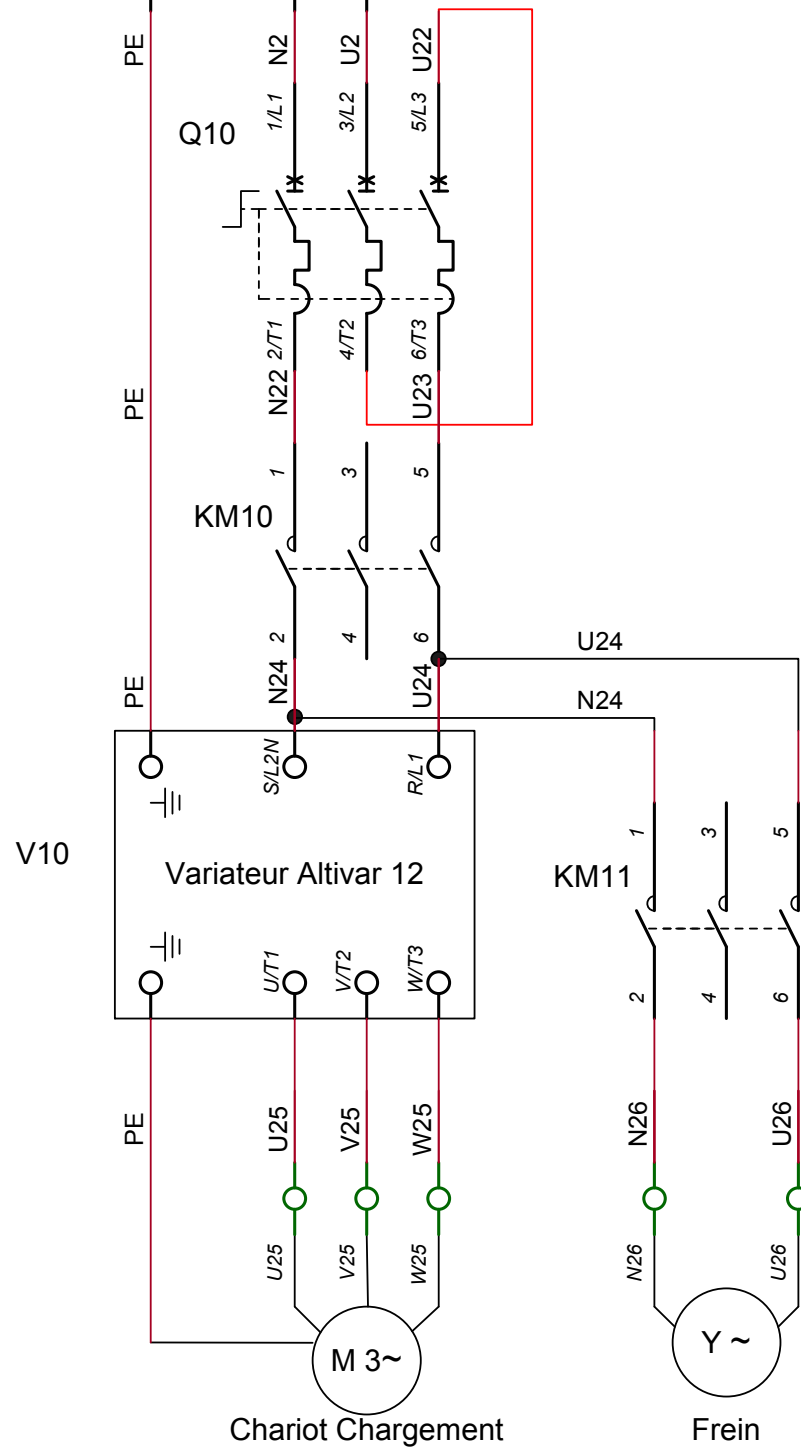 PE N2 U2 U22
1/L1 3/L2 5/L3
Q10
2/T1 4/T2 6/T3
PE N22 U23
1 3 5
KM10
2 4 6
U24
PE N24 U24
N24
S/L2N R/L1
V10
Variateur Altivar 12
1 3 5
KM11
U/T1 V/T2 W/T3
2 4 6
PE U25 V25 W25 N26 U26
U25 V25 W25 N26 U26
M 3~ Y ~
Chariot Chargement Frein